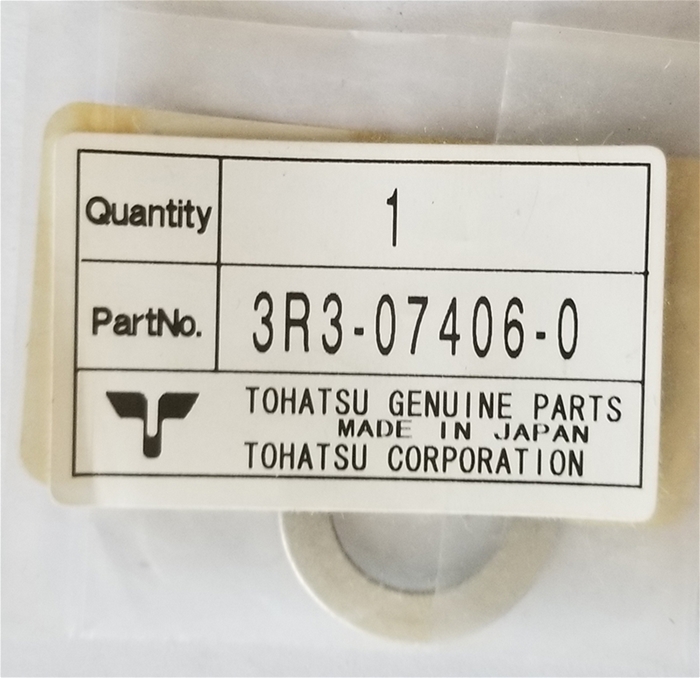 Quantity 1
PartNo. 3R3-07406-0
TOHATSU GENUINE PARTS
MADE IN JAPAN
TOHATSU CORPORATION